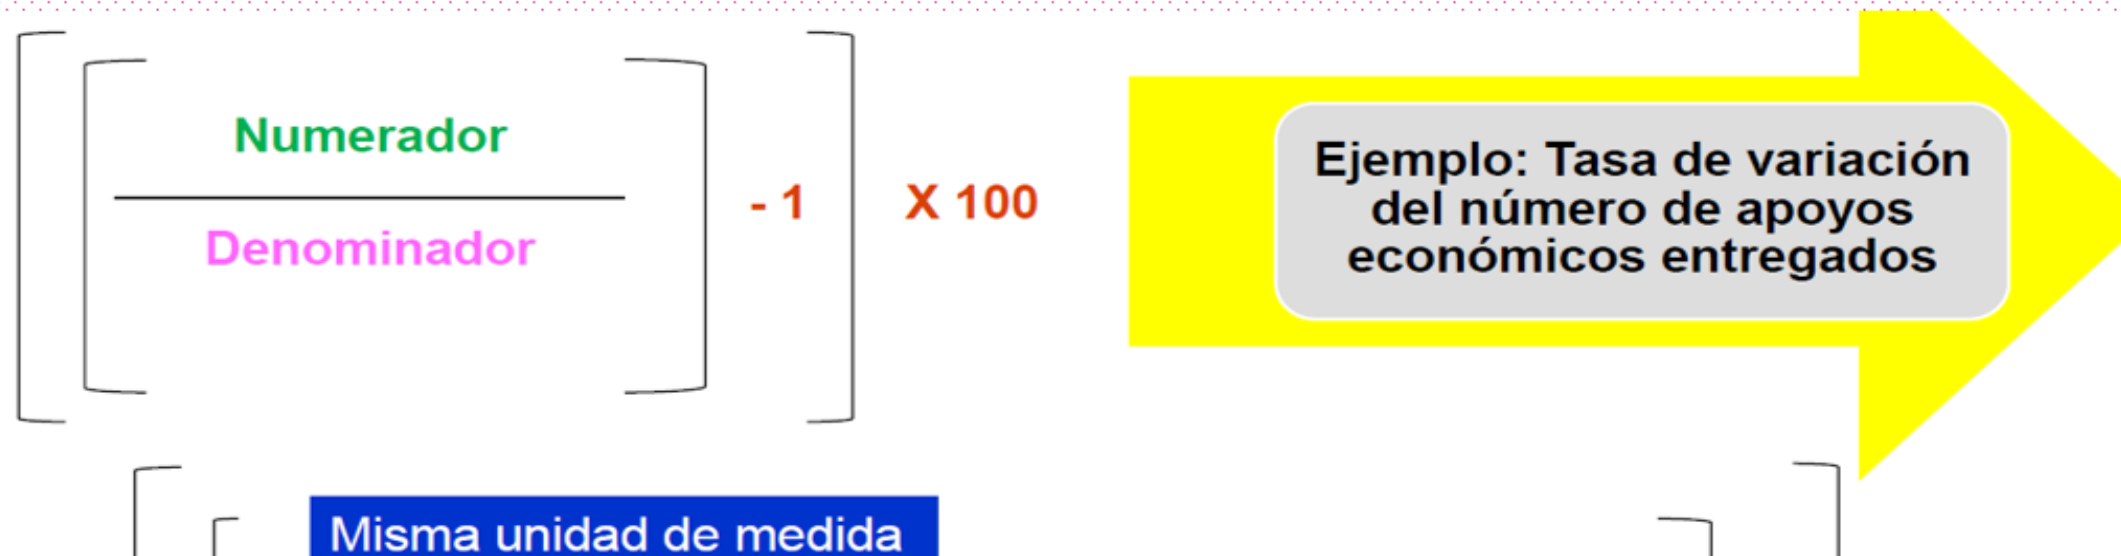 Numerador
Denominador
- 1
X 100
Ejemplo: Tasa de variación
del número de apoyos
económicos entregados
Misma unidad de medida